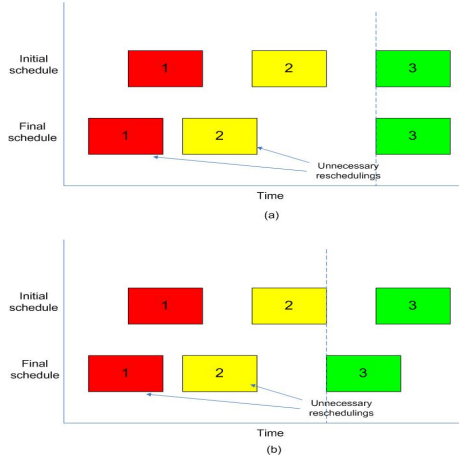 Initial
schedule
1
2
3
Final
schedule
1
2
3
Unnecessary
reschedulings
Time
(a)
Initial
schedule
1
2
3
Final
schedule
1
2
3
Unnecessary
reschedulings
Time
(b)